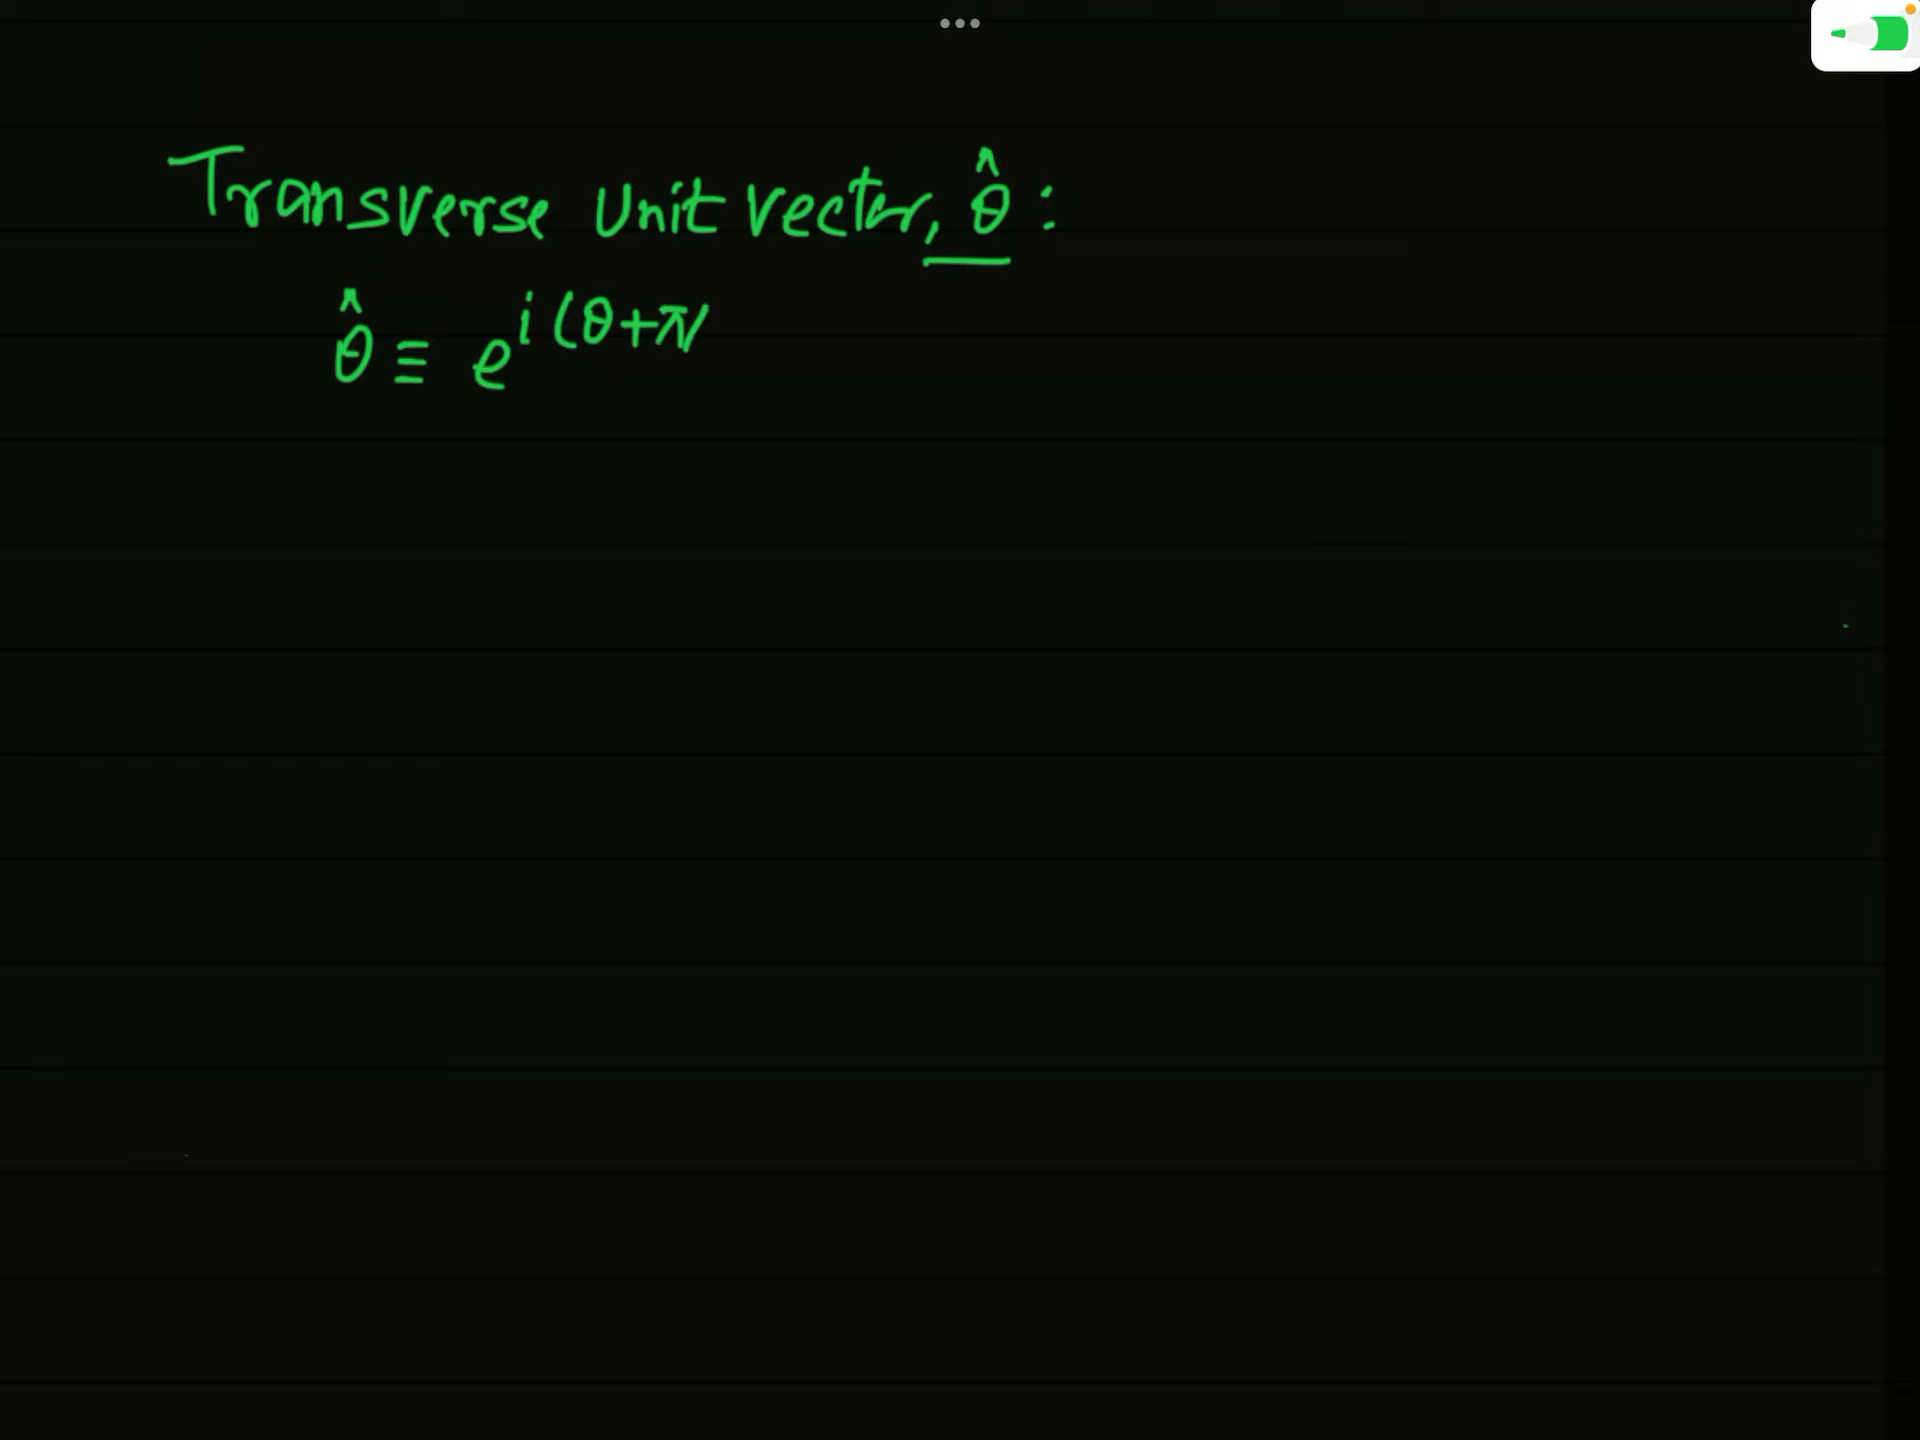 Transverse Unit Vector, θ̂ :
θ̂ ≡ e^i(θ+π/